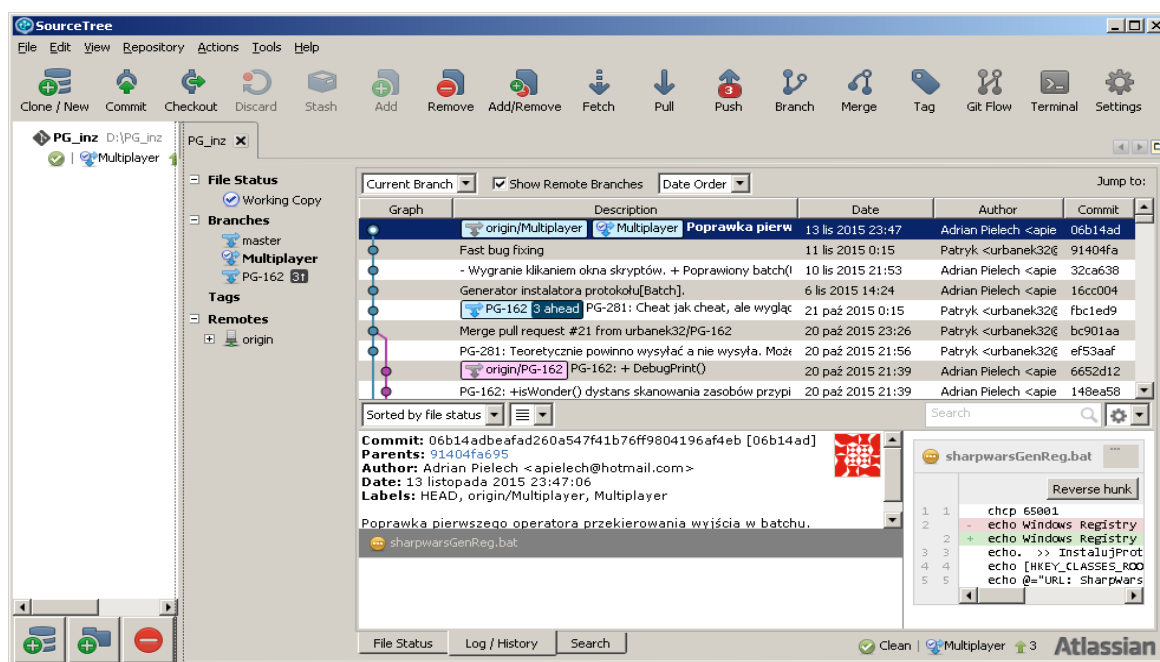 SourceTree
File Edit View Repository Actions Tools Help
Clone / New Commit Checkout Discard Stash Add Remove Add/Remove Fetch Pull 3 Push Branch Merge Tag Git Flow Terminal Settings
PG_inz D:\PG_inz
Multiplayer
PG_inz
File Status
Working Copy
Branches
master
Multiplayer
PG-162 3↑
Tags
Remotes
origin
Current Branch Show Remote Branches Date Order Jump to:
Graph Description Date Author Commit
origin/Multiplayer Multiplayer Poprawka pierw 13 lis 2015 23:47 Adrian Pielech <apie 06b14ad
Fast bug fixing 11 lis 2015 0:15 Patryk <urbanek32@ 91404fa
- Wygranie klikaniem okna skryptów. + Poprawiony batch(! 10 lis 2015 21:53 Adrian Pielech <apie 32ca638
Generator instalatora protokołu[Batch]. 6 lis 2015 14:24 Adrian Pielech <apie 16cc004
PG-162 3 ahead PG-281: Cheat jak cheat, ale wygląc 21 paź 2015 0:15 Patryk <urbanek32@ fbc1ed9
Merge pull request #21 from urbanek32/PG-162 20 paź 2015 23:26 Patryk <urbanek32@ bc901aa
PG-281: Teoretycznie powinno wysyłać a nie wysyła. Może 20 paź 2015 21:56 Patryk <urbanek32@ ef53aaf
origin/PG-162 PG-162: + DebugPrint() 20 paź 2015 21:39 Adrian Pielech <apie 6652d12
PG-162: +isWonder() dystans skanowania zasobów przypi 20 paź 2015 21:39 Adrian Pielech <apie 148ea58
Sorted by file status Search
Commit: 06b14adbeafad260a547f41b76ff9804196af4eb [06b14ad]
Parents: 91404fa695
Author: Adrian Pielech <apielech@hotmail.com>
Date: 13 listopada 2015 23:47:06
Labels: HEAD, origin/Multiplayer, Multiplayer
Poprawka pierwszego operatora przekierowania wyjścia w batchu.
sharpwarsGenReg.bat
sharpwarsGenReg.bat
Reverse hunk
1 1 chcp 65001
2 - echo Windows Registry
2 + echo Windows Registry
3 3 echo. >> InstalujProt
4 4 echo [HKEY_CLASSES_ROO
5 5 echo @="URL: SharpWars
File Status Log / History Search
Clean | Multiplayer 3 Atlassian